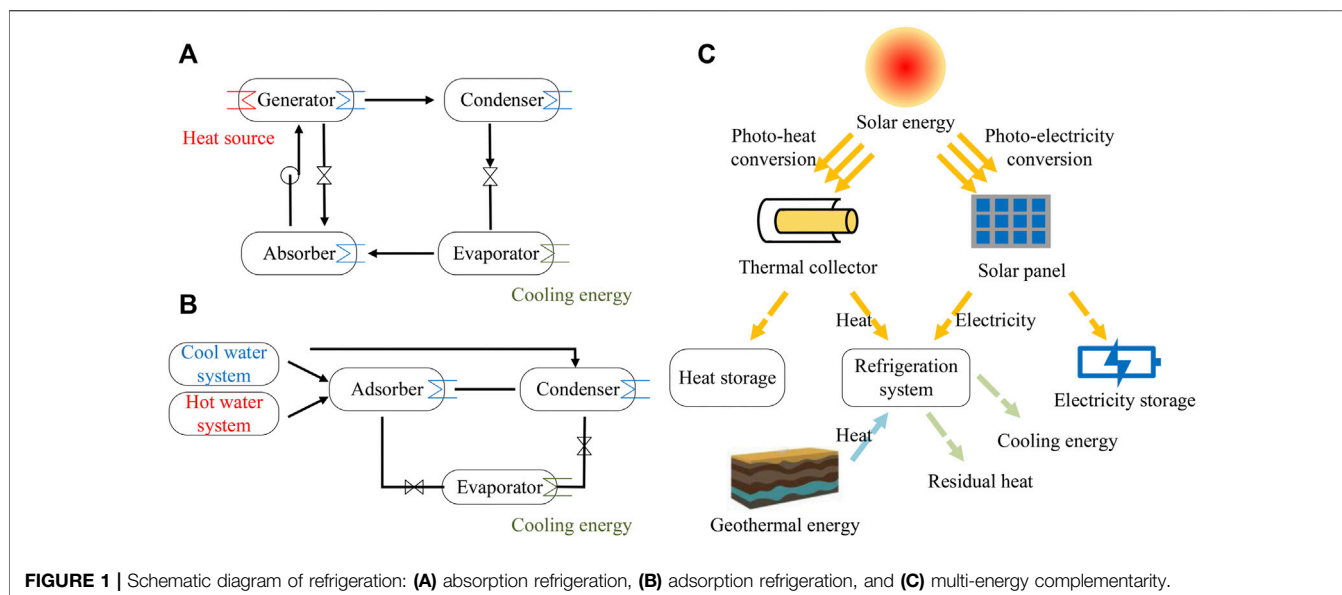 A
Generator
Condenser
Heat source
Absorber
Evaporator
Cooling energy
B
Cool water
system
Hot water
system
Adsorber
Condenser
Evaporator
Cooling energy
C
Solar energy
Photo-heat
conversion
Photo-electricity
conversion
Thermal collector
Solar panel
Heat
Electricity
Heat storage
Refrigeration
system
Electricity storage
Heat
Cooling energy
Residual heat
Geothermal energy
FIGURE 1 | Schematic diagram of refrigeration: (A) absorption refrigeration, (B) adsorption refrigeration, and (C) multi-energy complementarity.